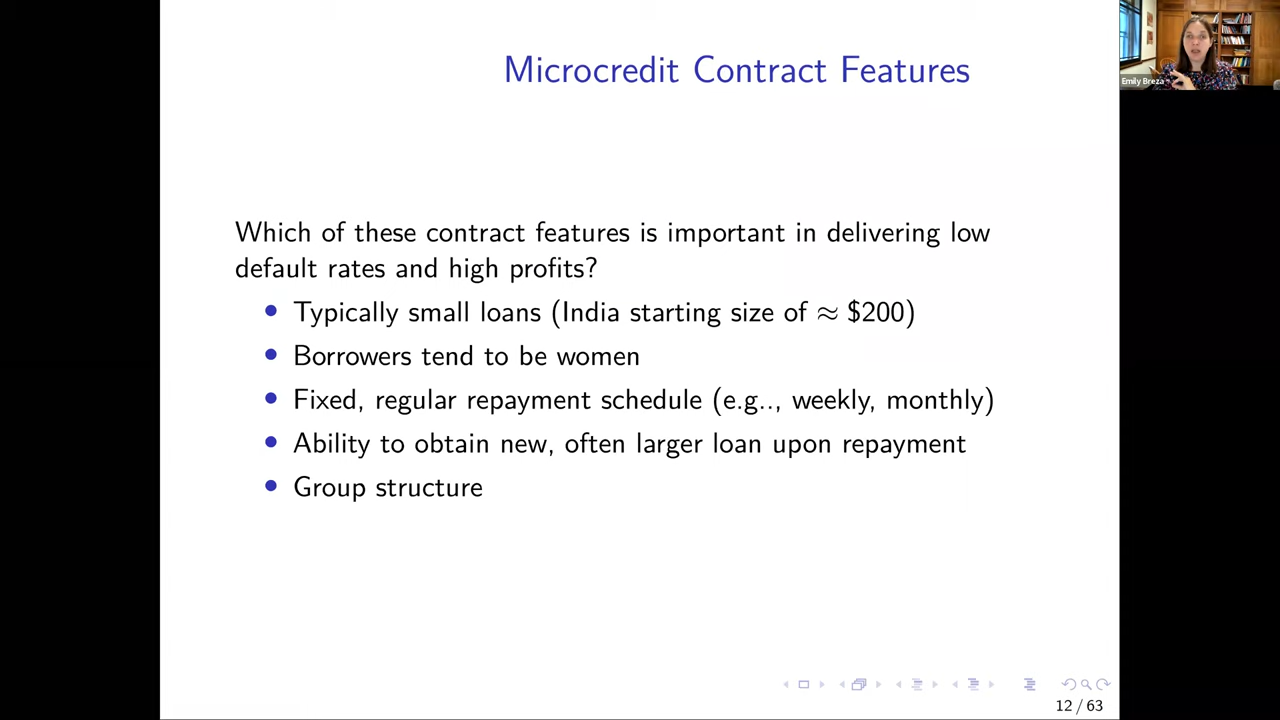 Microcredit Contract Features
Emily Breza
Which of these contract features is important in delivering low
default rates and high profits?
• Typically small loans (India starting size of ≈ $200)
• Borrowers tend to be women
• Fixed, regular repayment schedule (e.g.., weekly, monthly)
• Ability to obtain new, often larger loan upon repayment
• Group structure
12 / 63